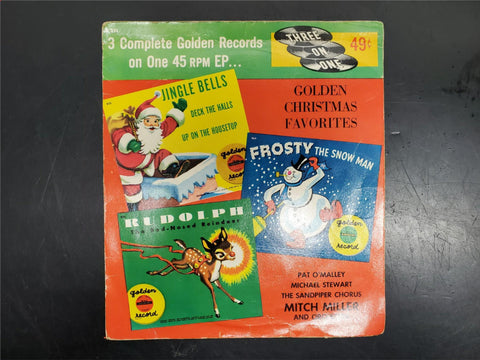 3 Complete Golden Records
on One 45 RPM EP...
THREE
ON
ONE
49¢
JINGLE BELLS
DECK THE HALLS
UP ON THE HOUSETOP
golden
record
GOLDEN
CHRISTMAS
FAVORITES
FROSTY THE SNOW MAN
golden
record
RUDOLPH
The Red-Nosed Reindeer
golden
record
PAT O'MALLEY
MICHAEL STEWART
THE SANDPIPER CHORUS
MITCH MILLER